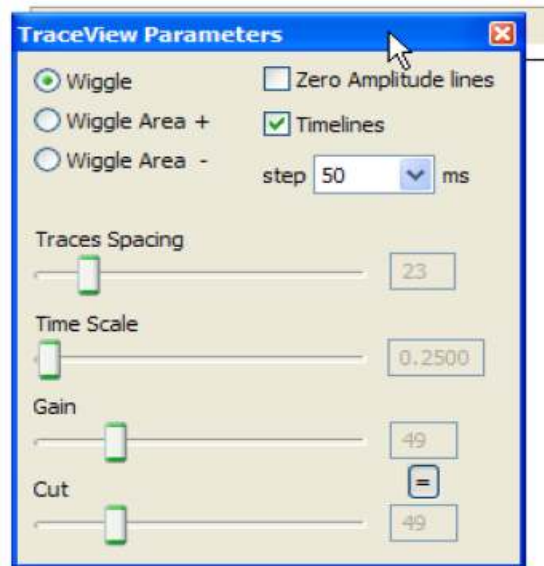 TraceView Parameters
Wiggle
Zero Amplitude lines
Wiggle Area +
Timelines
Wiggle Area -
step 50 ms
Traces Spacing
23
Time Scale
0.2500
Gain
49
=
Cut
49